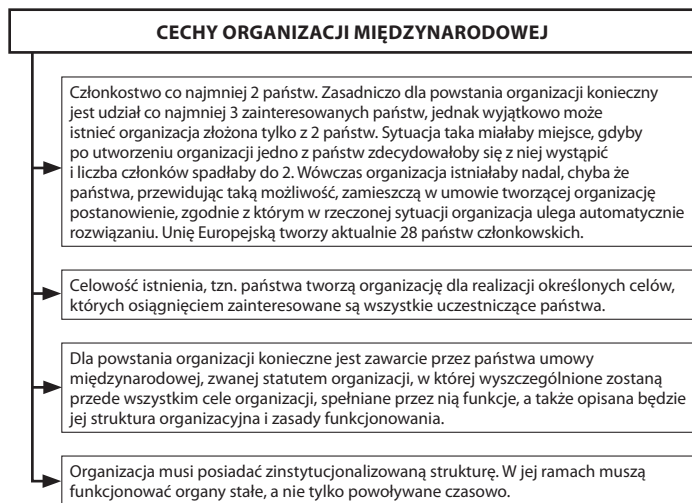 CECHY ORGANIZACJI MIĘDZYNARODOWEJ
Członkostwo co najmniej 2 państw. Zasadniczo dla powstania organizacji konieczny
jest udział co najmniej 3 zainteresowanych państw, jednak wyjątkowo może
istnieć organizacja złożona tylko z 2 państw. Sytuacja taka miałaby miejsce, gdyby
po utworzeniu organizacji jedno z państw zdecydowałoby się z niej wystąpić
i liczba członków spadłaby do 2. Wówczas organizacja istniałaby nadal, chyba że
państwa, przewidując taką możliwość, zamieszczą w umowie tworzącej organizację
postanowienie, zgodnie z którym w rzeczonej sytuacji organizacja ulega automatycznie
rozwiązaniu. Unię Europejską tworzy aktualnie 28 państw członkowskich.
Celowość istnienia, tzn. państwa tworzą organizację dla realizacji określonych celów,
których osiągnięciem zainteresowane są wszystkie uczestniczące państwa.
Dla powstania organizacji konieczne jest zawarcie przez państwa umowy
międzynarodowej, zwanej statutem organizacji, w której wyszczególnione zostaną
przede wszystkim cele organizacji, spełniane przez nią funkcje, a także opisana będzie
jej struktura organizacyjna i zasady funkcjonowania.
Organizacja musi posiadać zinstytucjonalizowaną strukturę. W jej ramach muszą
funkcjonować organy stałe, a nie tylko powoływane czasowo.